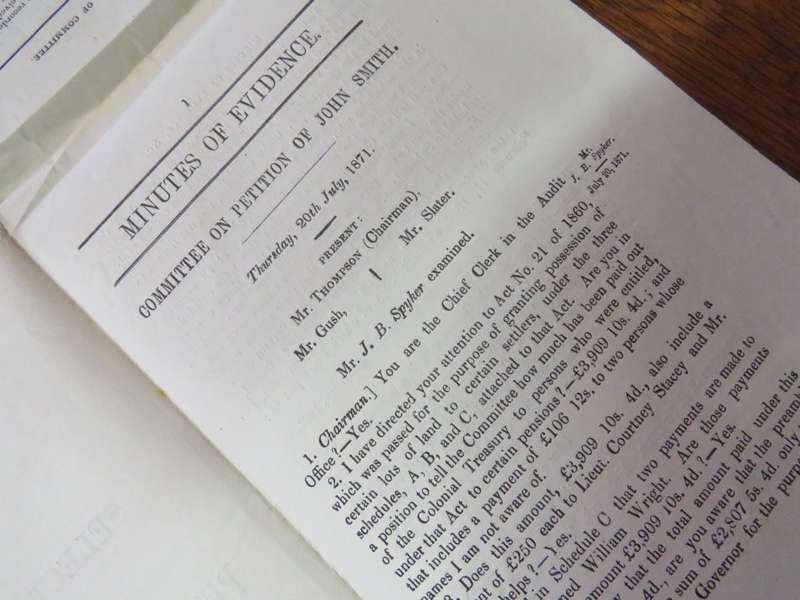 OF COMMITTEE.
1
MINUTES OF EVIDENCE.
COMMITTEE ON PETITION OF JOHN SMITH.
Thursday, 20th July, 1871.
PRESENT:
Mr. THOMPSON (Chairman),
Mr. Gush, | Mr. Slater.
Mr. J. B. Spyker examined.
Mr.
J. B. Spyker.
July 20, 1871.
1. Chairman.] You are the Chief Clerk in the Audit
Office?—Yes.
2. I have directed your attention to Act No. 21 of 1860,
which was passed for the purpose of granting possession of
certain lots of land to certain settlers, under the three
schedules, A, B, and C, attached to that Act. Are you in
a position to tell the Committee how much has been paid out
of the Colonial Treasury to persons who were entitled,
under that Act to certain pensions?—£3,909 10s. 4d.; and
that includes a payment of £106 12s. to two persons whose
names I am not aware of.
3. Does this amount, £3,909 10s. 4d., also include a
of £250 each to Lieut. Courtney Stacey and Mr.
helps?—Yes.
in Schedule C that two payments are made to
William Wright. Are those payments
amount £3,909 10s. 4d.?—Yes.
that the total amount paid under this
4d., are you aware that the
sum of £2,807 5s. 4d. only
Governor for the